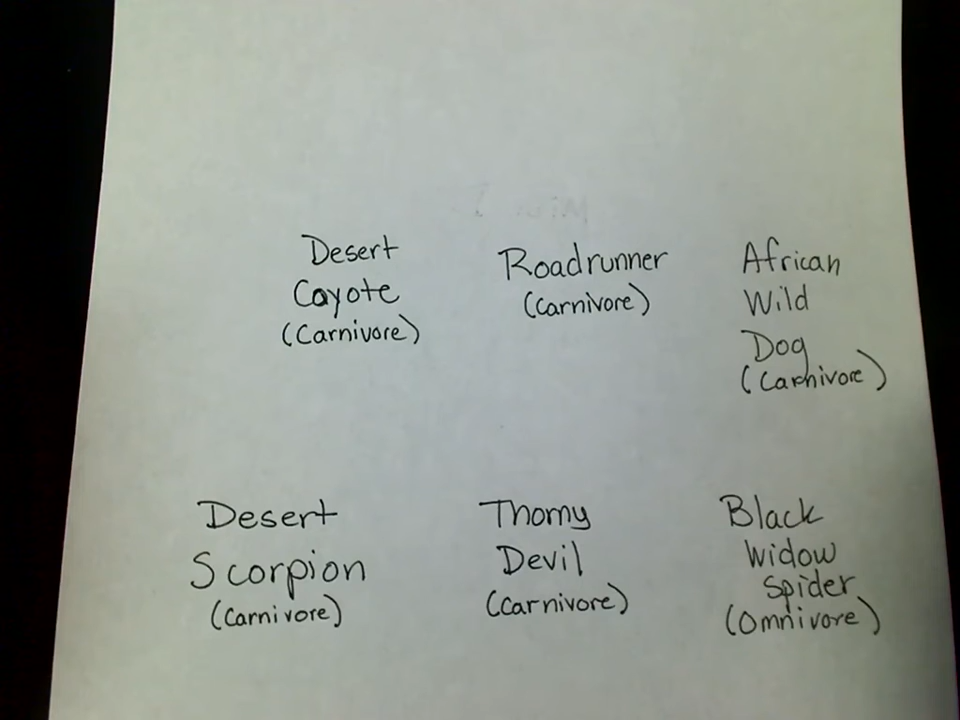 Desert
Coyote
(Carnivore)
Roadrunner
(Carnivore)
African
Wild
Dog
(Carnivore)
Desert
Scorpion
(Carnivore)
Thorny
Devil
(Carnivore)
Black
Widow
Spider
(Omnivore)